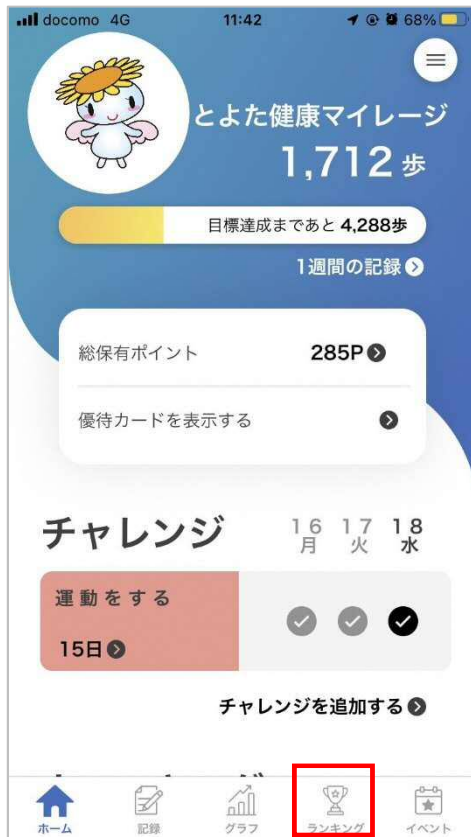 docomo 4G 11:42 68%
とよた健康マイレージ
1,712 歩
目標達成まであと 4,288歩
1週間の記録
総保有ポイント 285P
優待カードを表示する
チャレンジ
16 17 18
月 火 水
運動をする
15日
チャレンジを追加する
ホーム 記録 グラフ ランキング イベント